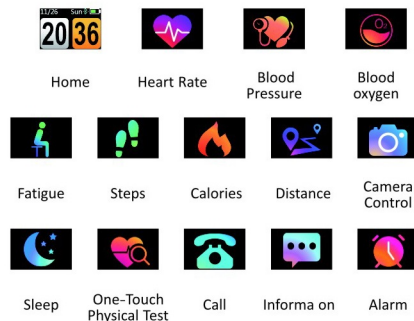 11/26 Sun
20 36
Home
Heart Rate
Blood
Pressure
Blood
oxygen
Fatigue
Steps
Calories
Distance
Camera
Control
Sleep
One-Touch
Physical Test
Call
Informa on
Alarm